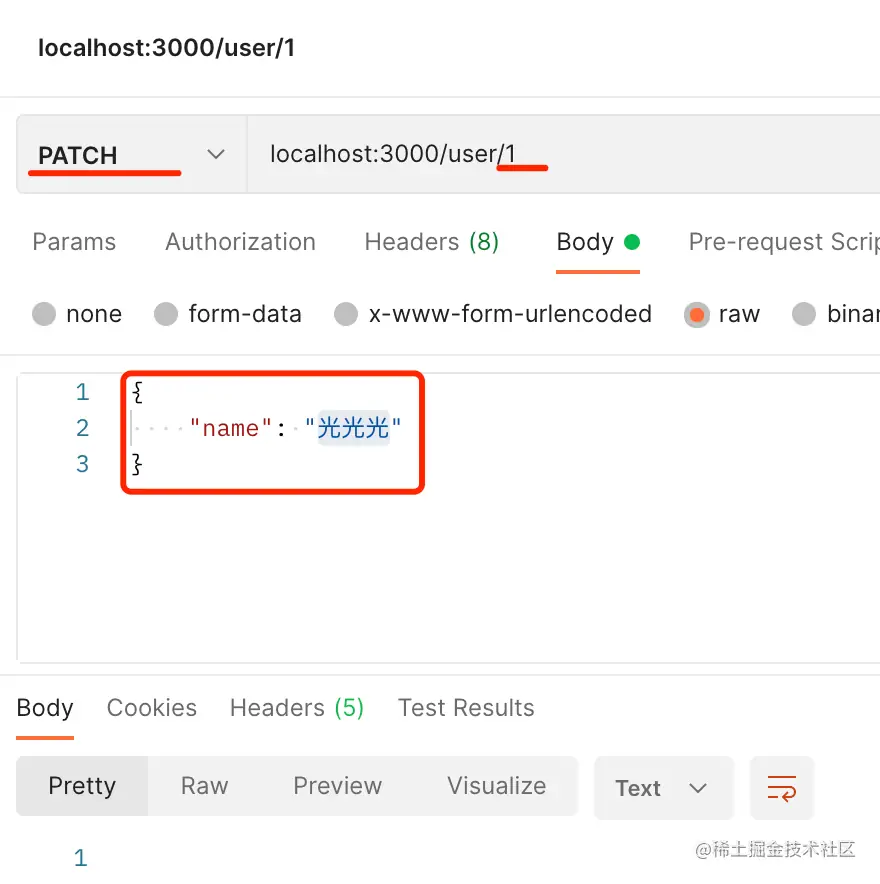 localhost:3000/user/1
PATCH localhost:3000/user/1
Params Authorization Headers (8) Body Pre-request Scrip
none form-data x-www-form-urlencoded raw binar
1 {
2 "name": "光光光"
3 }
Body Cookies Headers (5) Test Results
Pretty Raw Preview Visualize Text
1
@稀土掘金技术社区